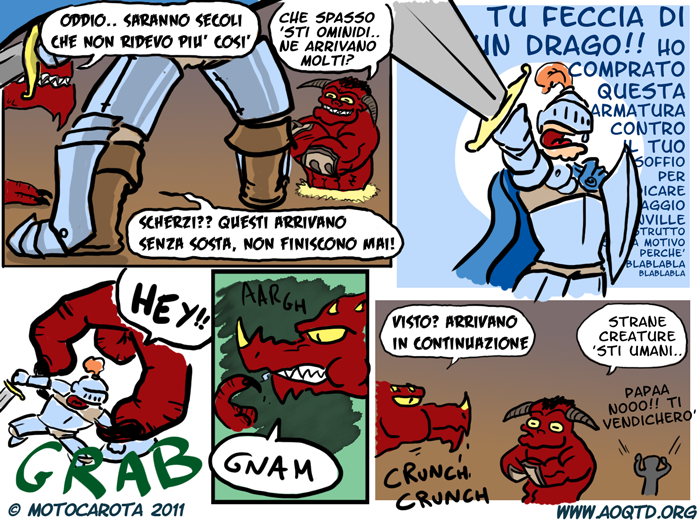 ODDIO.. SARANNO SECOLI
CHE NON RIDEVO PIU' COSI'
CHE SPASSO
'STI OMINIDI..
NE ARRIVANO
MOLTI?
SCHERZI?? QUESTI ARRIVANO
SENZA SOSTA, NON FINISCONO MAI!
TU FECCIA DI
UN DRAGO!! HO
COMPRATO
QUESTA
ARMATURA
CONTRO
IL TUO
SOFFIO
PER
ICARE
AGGIO
NVILLE
STRUTTO
A MOTIVO
PERCHE'
BLABLABLA
BLABLABLA
HEY!!
GRAB
AARGH
GNAM
VISTO? ARRIVANO
IN CONTINUAZIONE
STRANE
CREATURE
'STI UMANI..
PAPAA
NOOO!! TI
VENDICHERO'
CRUNCH
CRUNCH
© MOTOCAROTA 2011
WWW.AOQTD.ORG